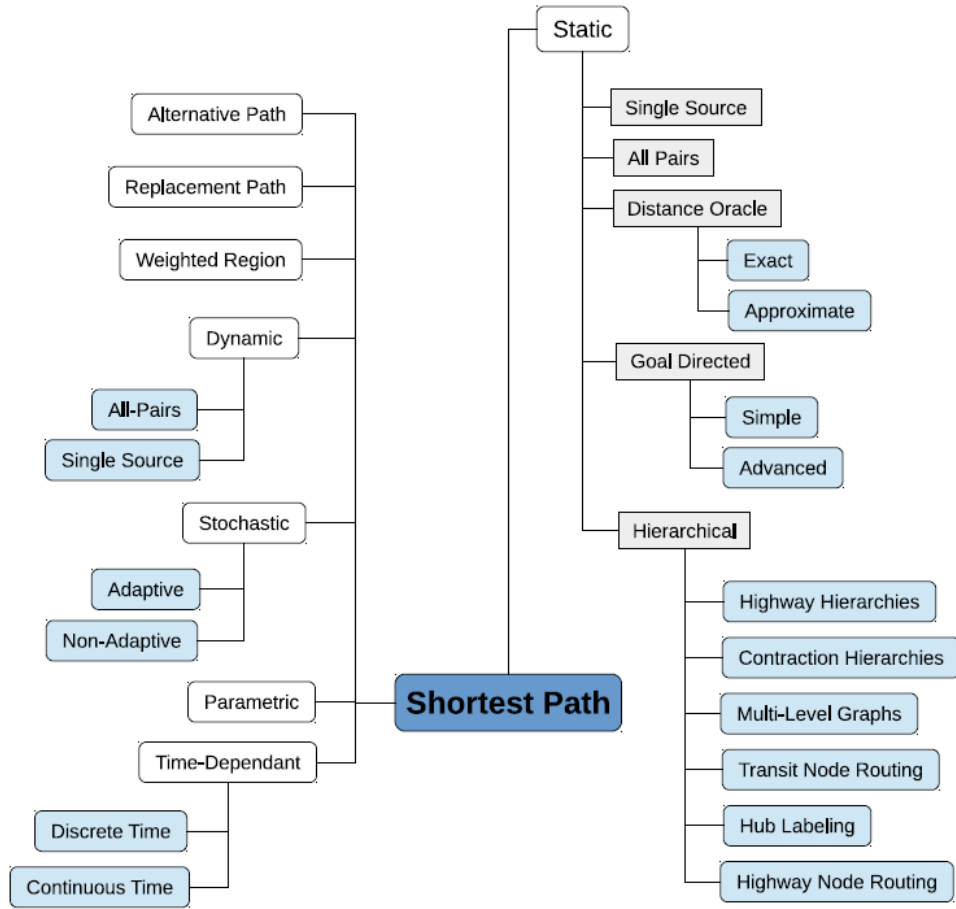 Static
Alternative Path
Replacement Path
Weighted Region
Dynamic
All-Pairs
Single Source
Stochastic
Adaptive
Non-Adaptive
Parametric
Time-Dependant
Discrete Time
Continuous Time
Shortest Path
Single Source
All Pairs
Distance Oracle
Exact
Approximate
Goal Directed
Simple
Advanced
Hierarchical
Highway Hierarchies
Contraction Hierarchies
Multi-Level Graphs
Transit Node Routing
Hub Labeling
Highway Node Routing